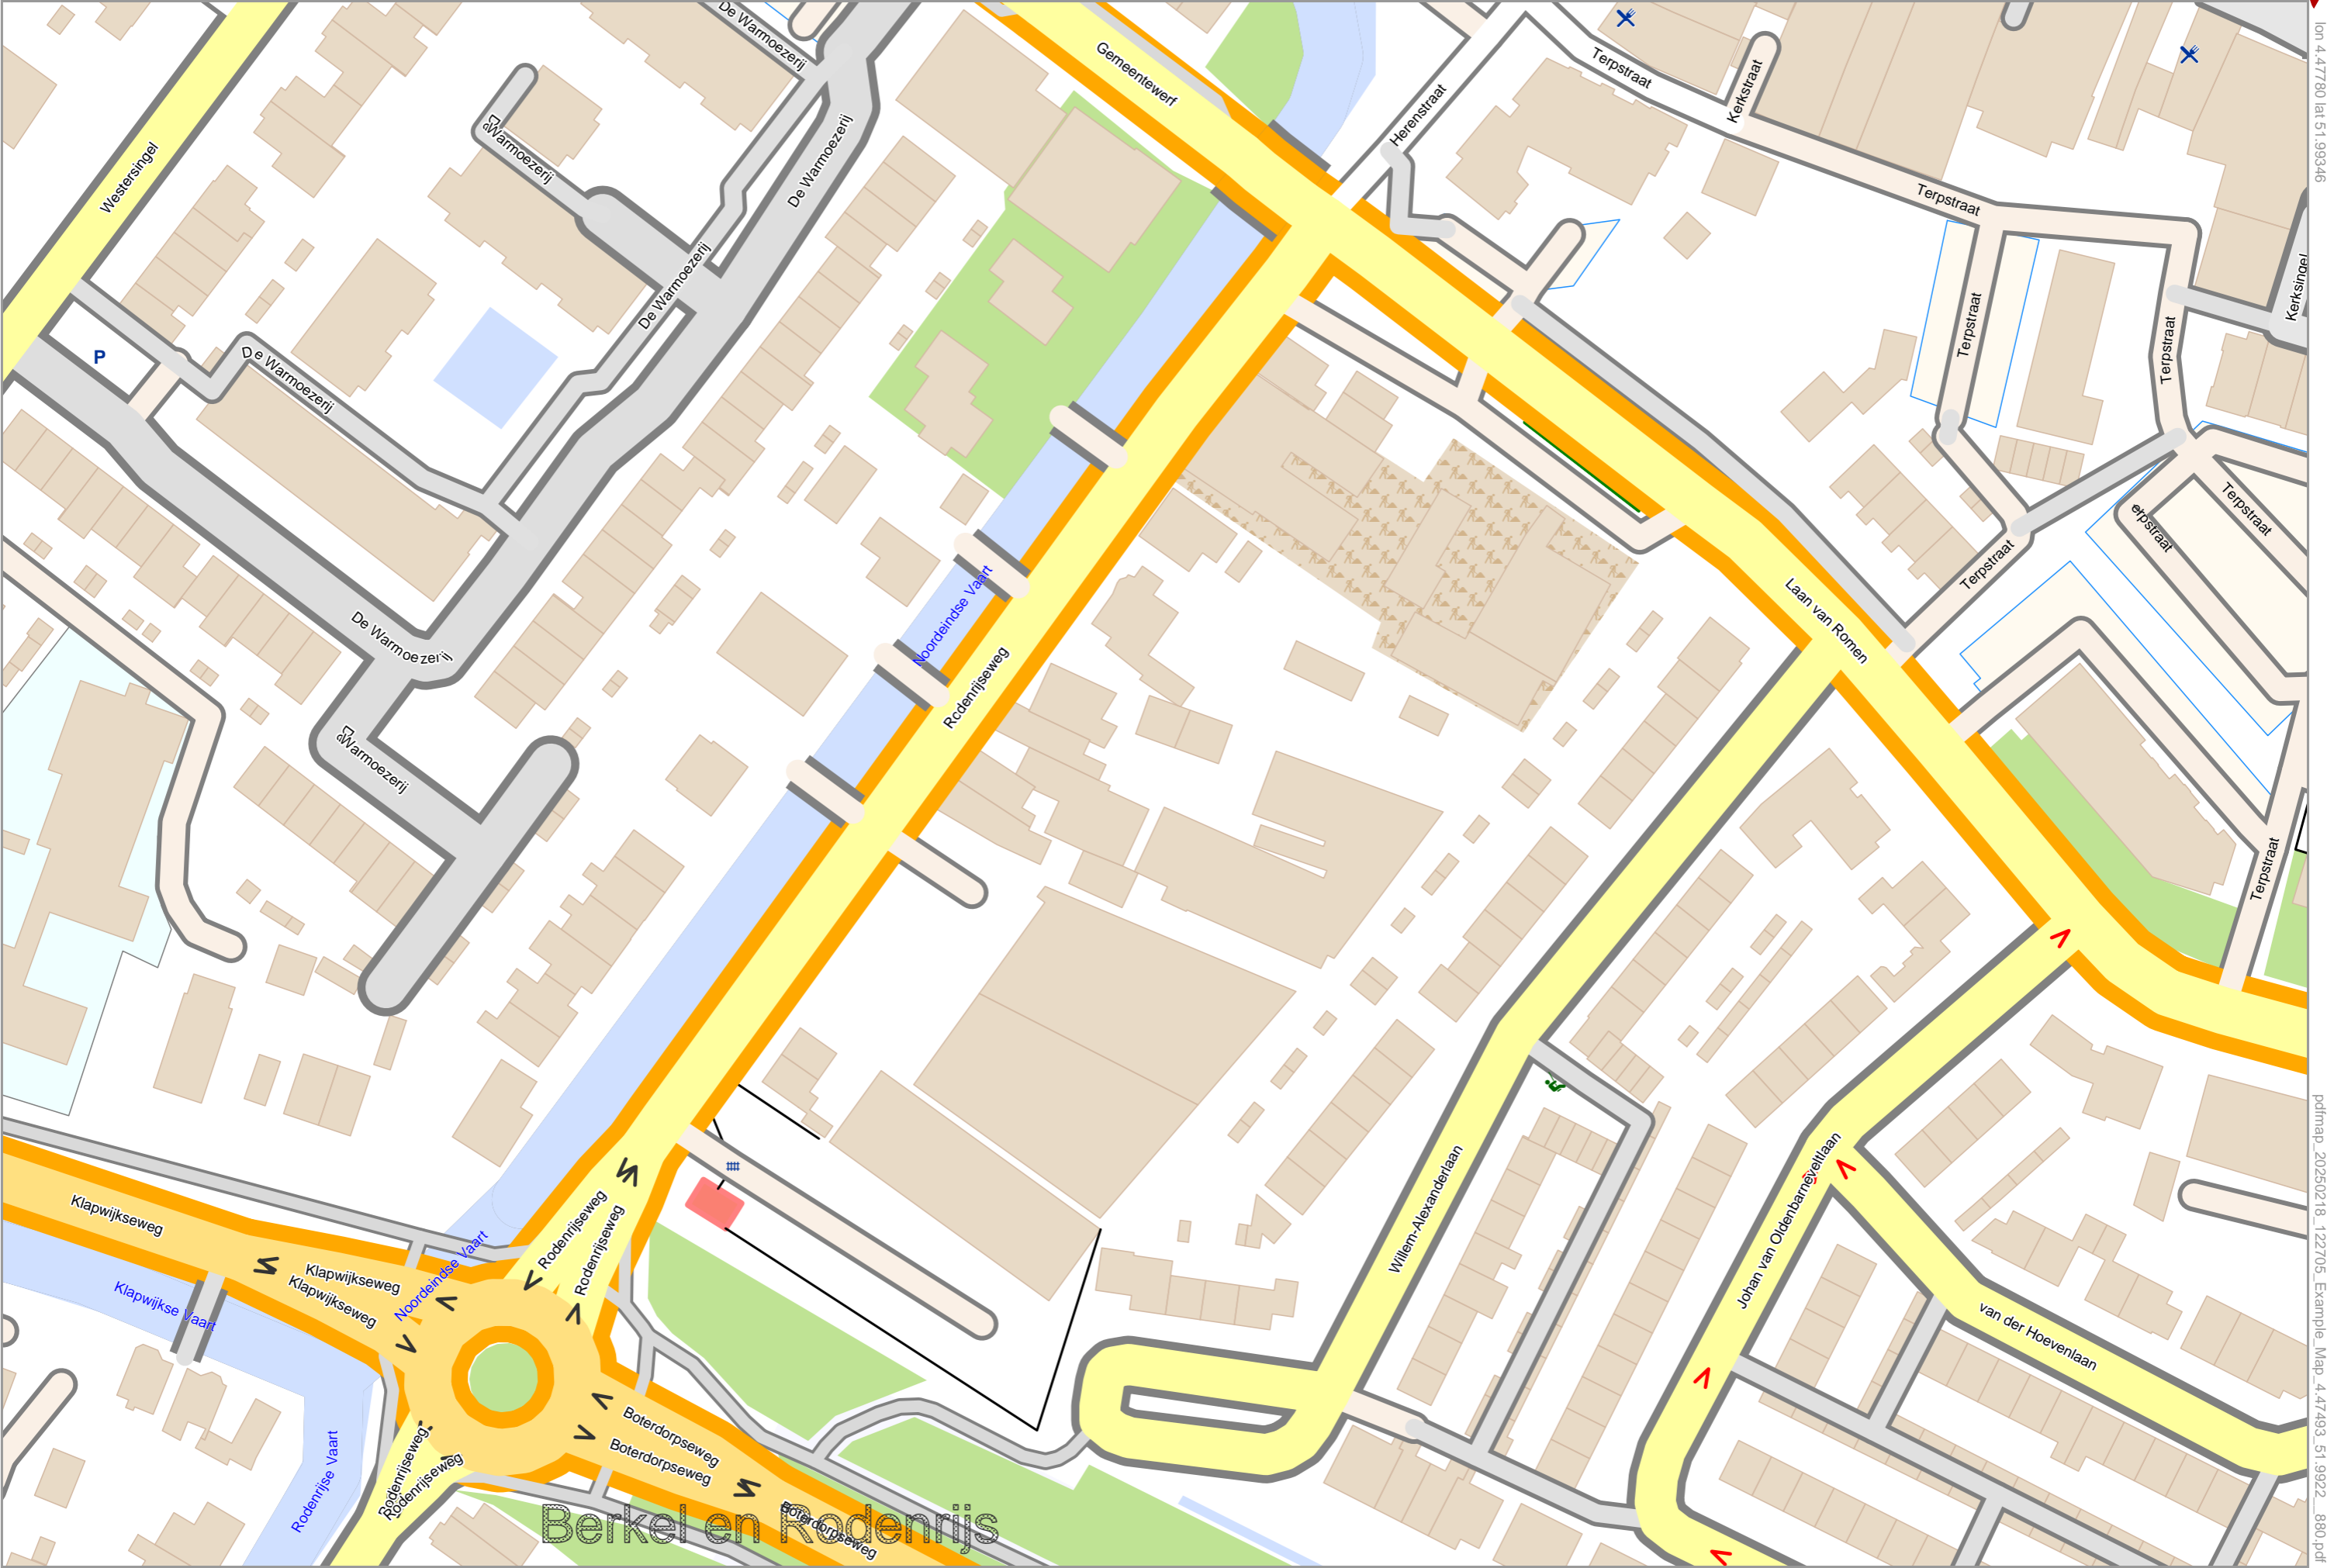 De Warmoezerij
Gemeentewerf
Terpstraat
Kerkstraat
Herenstraat
De Warmoezerij
Warmoezerij
Westersingel
Terpstraat
De Warmoezerij
Kerksingel
Terpstraat
Terpstraat
P
De Warmoezerij
Terpstraat
erpstraat
Terpstraat
Noordeindse Vaart
Laan van Romen
De Warmoezerij
Rodenrijseweg
Warmoezerij
Terpstraat
Willem-Alexanderlaan
Johan van Oldenbarneveltlaan
Klapwijkseweg
Rodenrijseweg
Rodenrijseweg
Noordeindse Vaart
Klapwijkseweg
Klapwijkseweg
Klapwijkse Vaart
van der Hoevenlaan
Boterdorpseweg
Boterdorpseweg
Rodenrijseweg
Rodenrijseweg
Rodenrijse Vaart
Boterdorpseweg
Berkel en Rodenrijs
lon 4.47780 lat 51.99346
pdfmap_20250218_122705_Example_Map_4.47493_51.9922__880.pdf